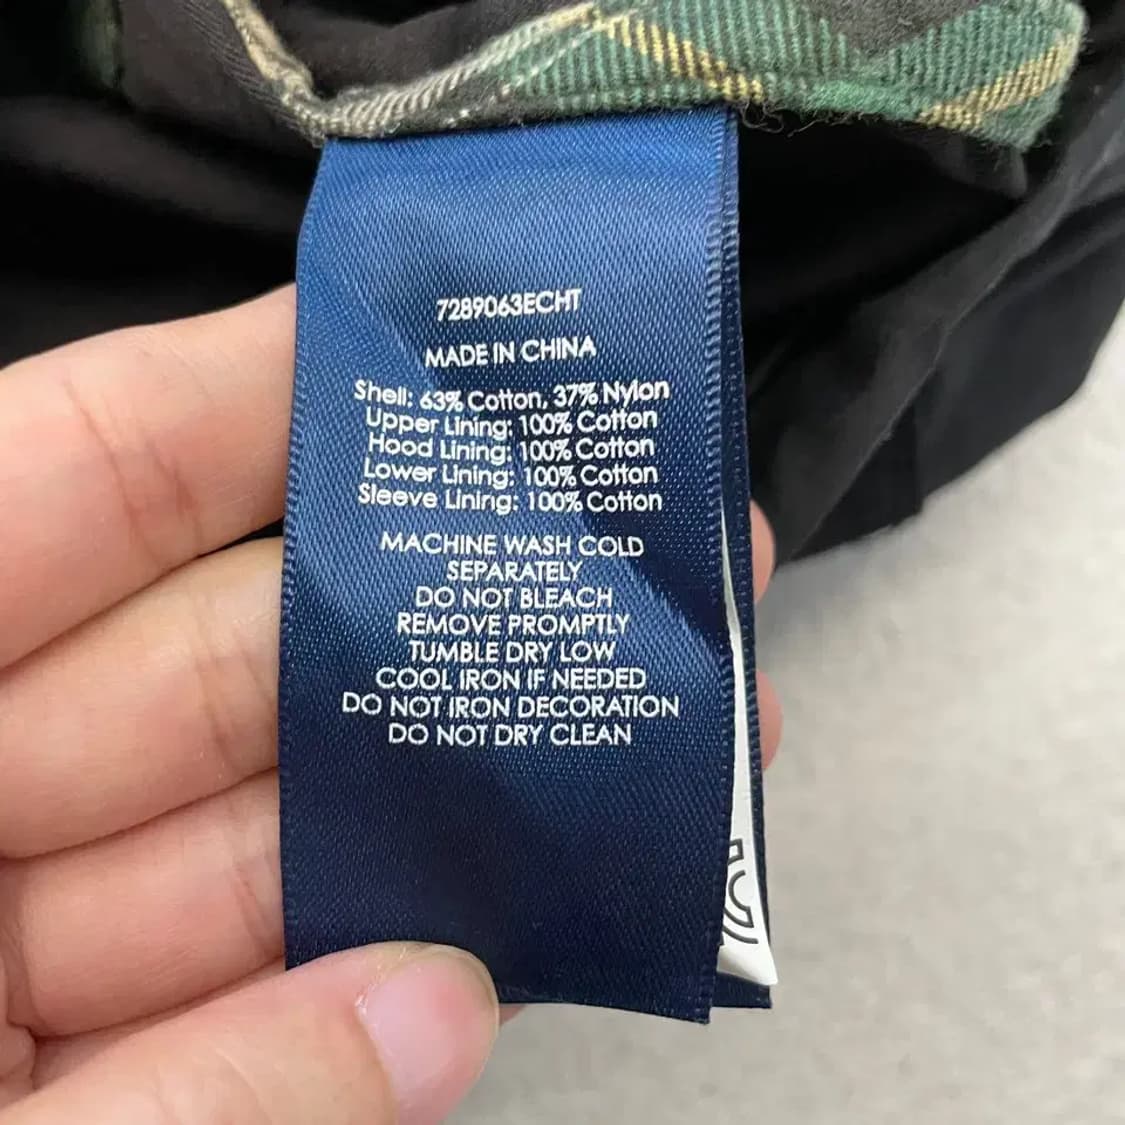 7289063ECHT
MADE IN CHINA
Shell: 63% Cotton, 37% Nylon
Upper Lining: 100% Cotton
Hood Lining: 100% Cotton
Lower Lining: 100% Cotton
Sleeve Lining: 100% Cotton
MACHINE WASH COLD
SEPARATELY
DO NOT BLEACH
REMOVE PROMPTLY
TUMBLE DRY LOW
COOL IRON IF NEEDED
DO NOT IRON DECORATION
DO NOT DRY CLEAN